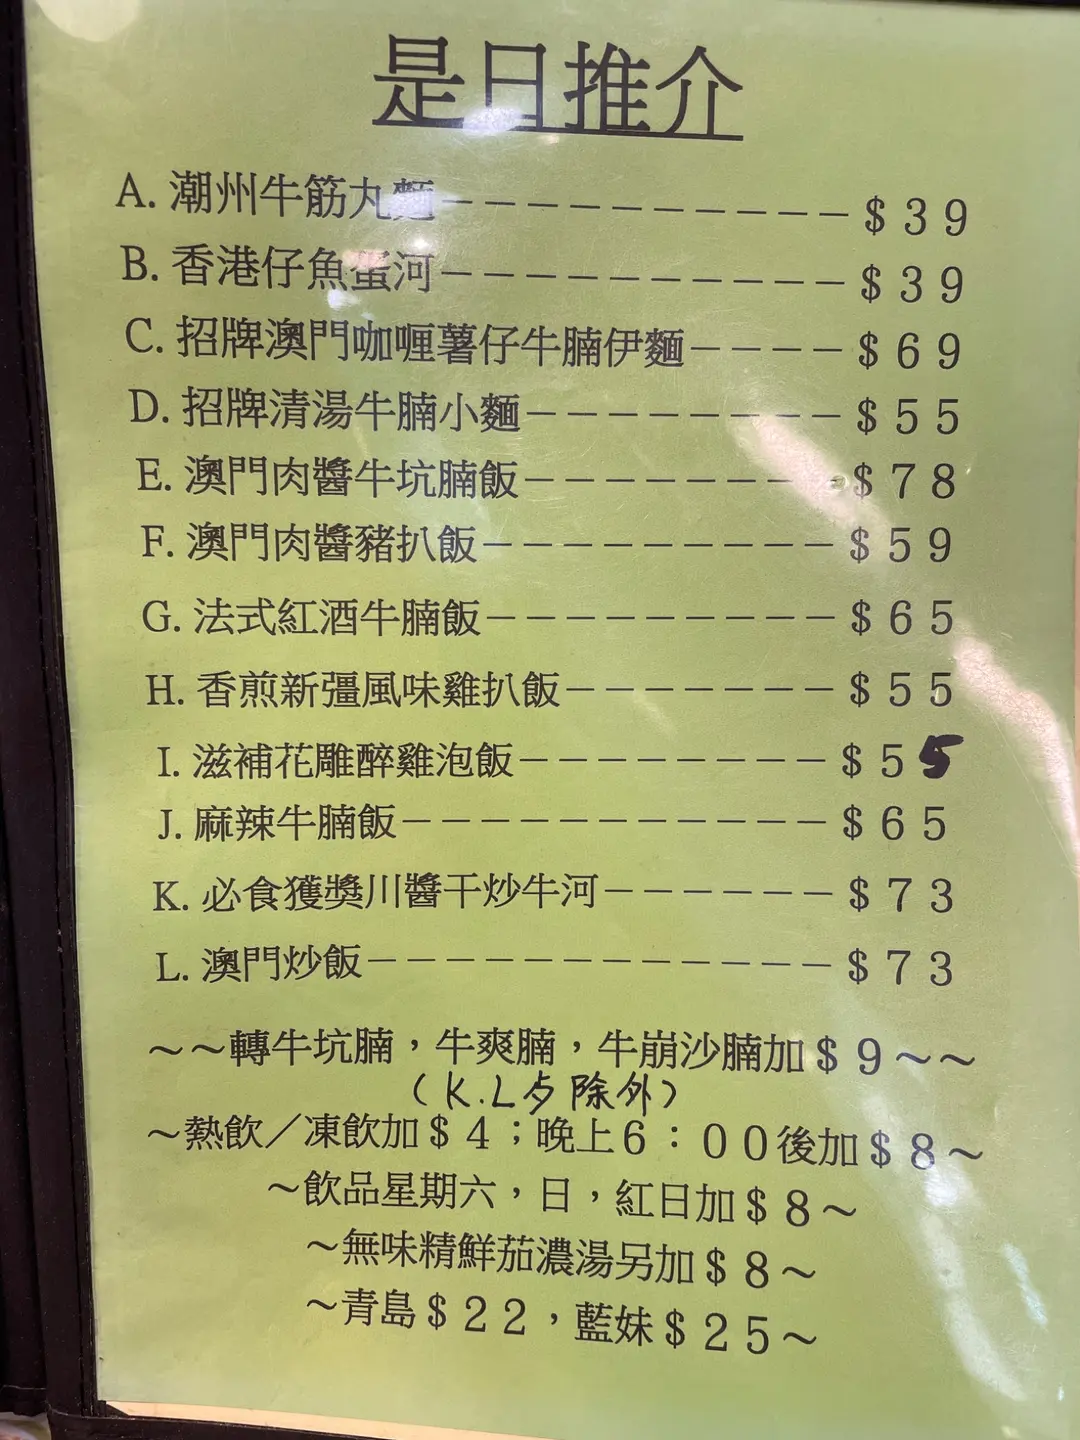 是日推介
A. 潮州牛筋丸麵－－－－－－－－－－＄３９
B. 香港仔魚蛋河－－－－－－－－－－＄３９
C. 招牌澳門咖喱薯仔牛腩伊麵－－－－＄６９
D. 招牌清湯牛腩小麵－－－－－－－－＄５５
E. 澳門肉醬牛坑腩飯－－－－－－－－＄７８
F. 澳門肉醬豬扒飯－－－－－－－－－＄５９
G. 法式紅酒牛腩飯－－－－－－－－－＄６５
H. 香煎新彊風味雞扒飯－－－－－－－＄５５
I. 滋補花雕醉雞泡飯－－－－－－－－＄５5
J. 麻辣牛腩飯－－－－－－－－－－－＄６５
K. 必食獲獎川醬干炒牛河－－－－－－＄７３
L. 澳門炒飯－－－－－－－－－－－－＄７３
～～轉牛坑腩，牛爽腩，牛崩沙腩加＄９～～
(K.L 除外)
～熱飲／凍飲加＄４；晚上６：００後加＄８～
～飲品星期六，日，紅日加＄８～
～無味精鮮茄濃湯另加＄８～
～青島＄２２，藍妹＄２５～